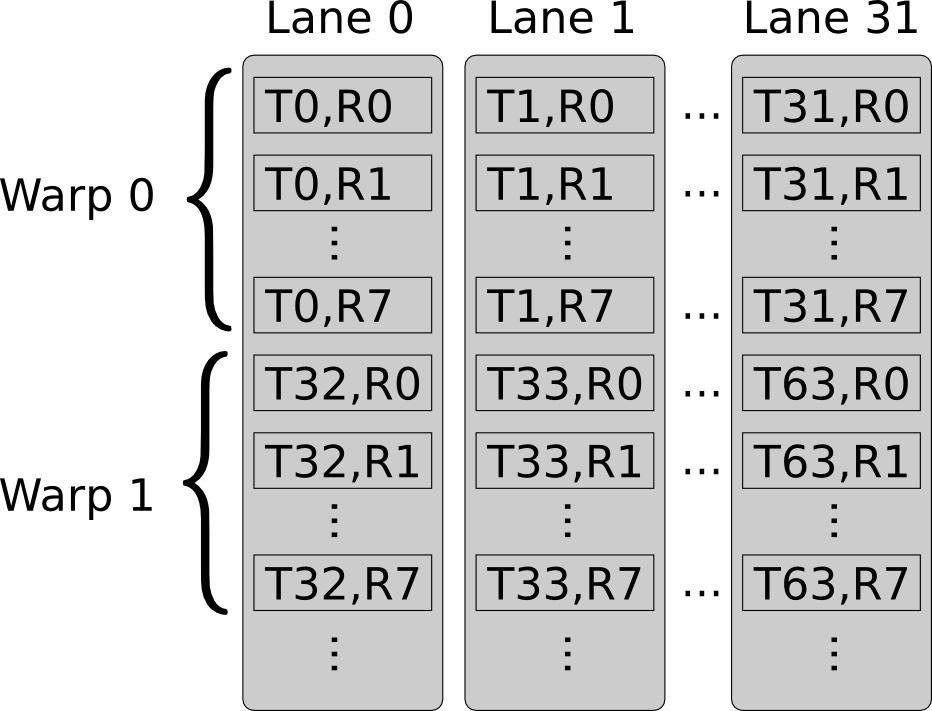 Lane 0 Lane 1 Lane 31
T0,R0 T1,R0 ... T31,R0
Warp 0
T0,R1 T1,R1 ... T31,R1
... ... ...
T0,R7 T1,R7 ... T31,R7
T32,R0 T33,R0 ... T63,R0
T32,R1 T33,R1 ... T63,R1
Warp 1
... ... ...
T32,R7 T33,R7 ... T63,R7
... ... ...